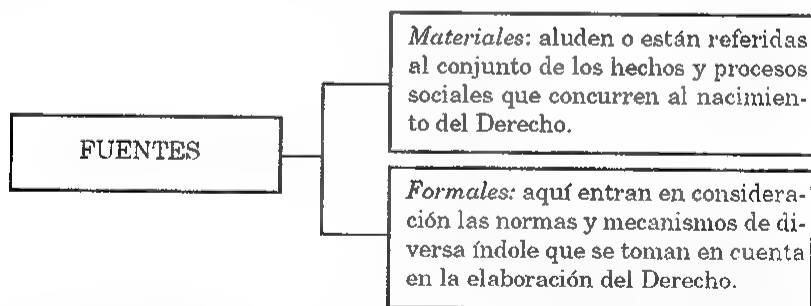 FUENTES
Materiales: aluden o están referidas
al conjunto de los hechos y procesos
sociales que concurren al nacimien-
to del Derecho.
Formales: aquí entran en considera-
ción las normas y mecanismos de di-
versa índole que se toman en cuenta
en la elaboración del Derecho.